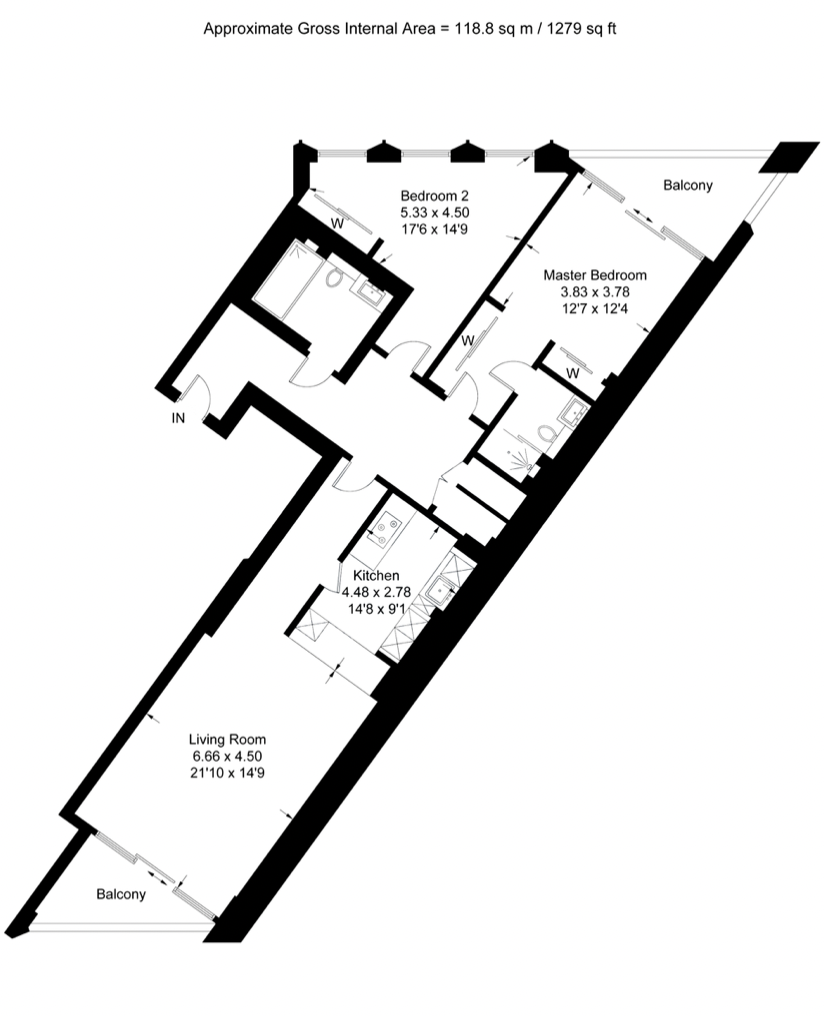 Approximate Gross Internal Area = 118.8 sq m / 1279 sq ft
Balcony
Bedroom 2
5.33 x 4.50
17'6 x 14'9
W
Master Bedroom
3.83 x 3.78
12'7 x 12'4
W
W
IN
Kitchen
4.48 x 2.78
14'8 x 9'1
Living Room
6.66 x 4.50
21'10 x 14'9
Balcony